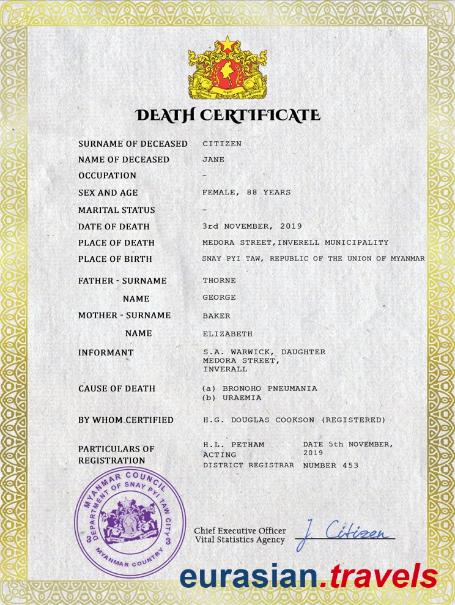 DEATH CERTIFICATE
SURNAME OF DECEASED CITIZEN
NAME OF DECEASED JANE
OCCUPATION –
SEX AND AGE FEMALE, 88 YEARS
MARITAL STATUS –
DATE OF DEATH 3rd NOVEMBER, 2019
PLACE OF DEATH MEDORA STREET,INVERELL MUNICIPALITY
PLACE OF BIRTH SNAY PYI TAW, REPUBLIC OF THE UNION OF MYANMAR
FATHER - SURNAME THORNE
NAME GEORGE
MOTHER - SURNAME BAKER
NAME ELIZABETH
INFORMANT S.A. WARWICK, DAUGHTER
MEDORA STREET,
INVERALL
CAUSE OF DEATH (a) BRONOHO PNEUMANIA
(b) URAEMIA
BY WHOM CERTIFIED H.G. DOUGLAS COOKSON (REGISTERED)
PARTICULARS OF REGISTRATION
H.L. PETHAM DATE 5th NOVEMBER,
ACTING 2019
DISTRICT REGISTRAR NUMBER 453
MYANMAR COUNCIL
DEPARTMENT OF SNAY PYI TAW CITY
MYANMAR COUNTRY
Chief Executive Officer
Vital Statistics Agency
J. Citizen
eurasian.travels